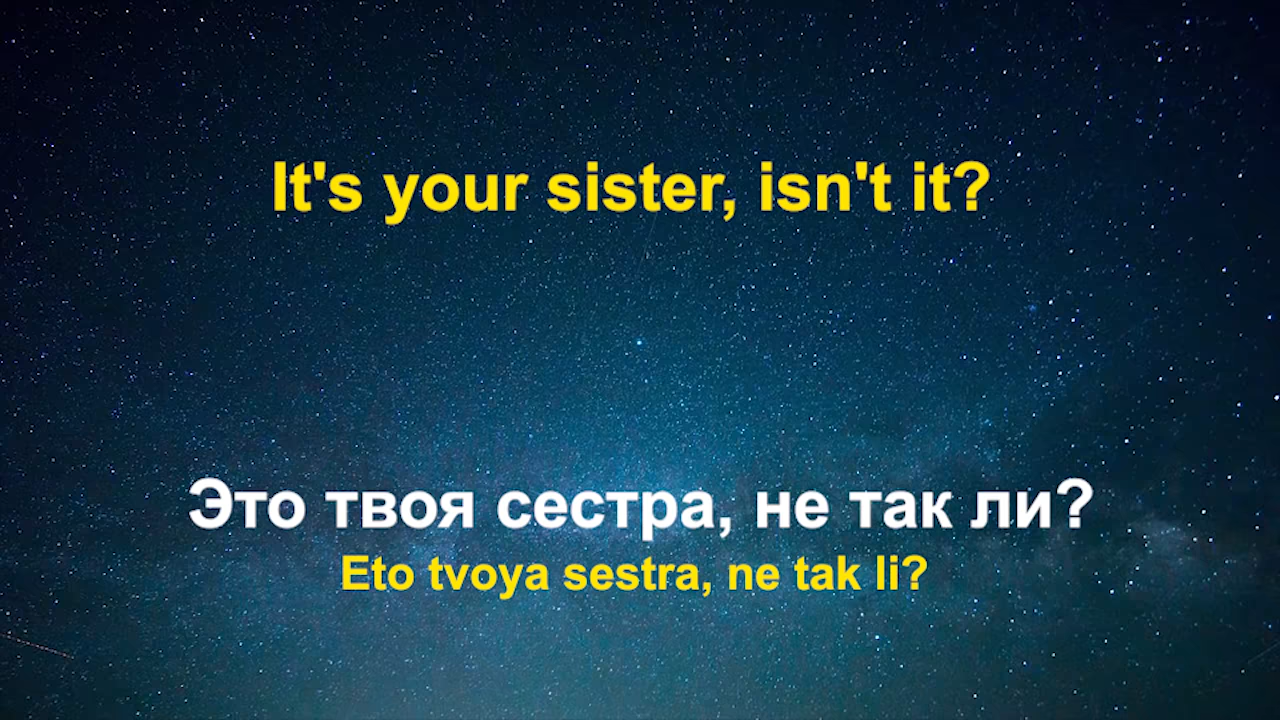 It's your sister, isn't it?
Это твоя сестра, не так ли?
Eto tvoya sestra, ne tak li?